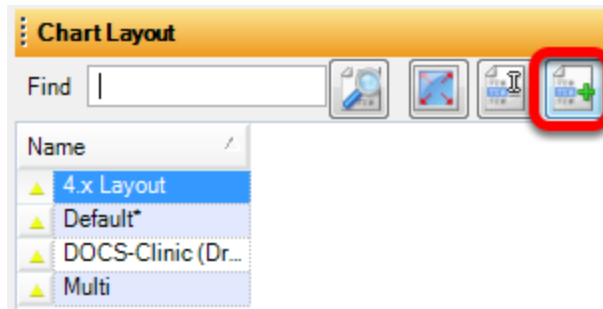 Chart Layout
Find
Name
4.x Layout
Default*
DOCS-Clinic (Dr...
Multi